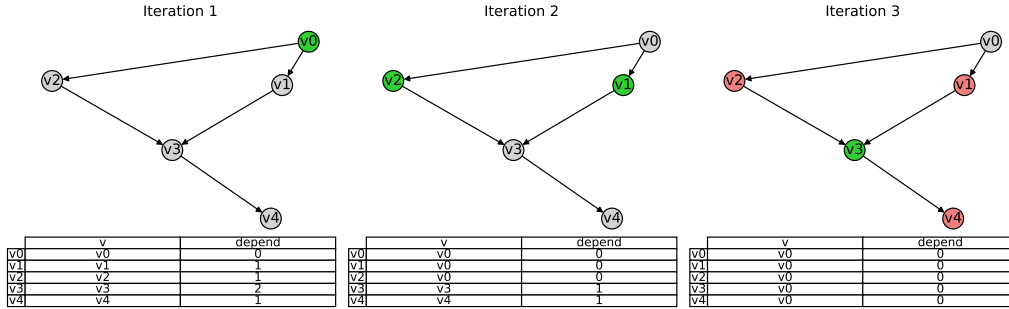 Iteration 1
v0
v2
v1
v3
v4
v depend
v0 v0 0
v1 v1 1
v2 v2 1
v3 v3 2
v4 v4 1
Iteration 2
v0
v2
v1
v3
v4
v depend
v0 v0 0
v1 v0 0
v2 v0 0
v3 v3 1
v4 v4 1
Iteration 3
v0
v2
v1
v3
v4
v depend
v0 v0 0
v1 v0 0
v2 v0 0
v3 v0 0
v4 v0 0